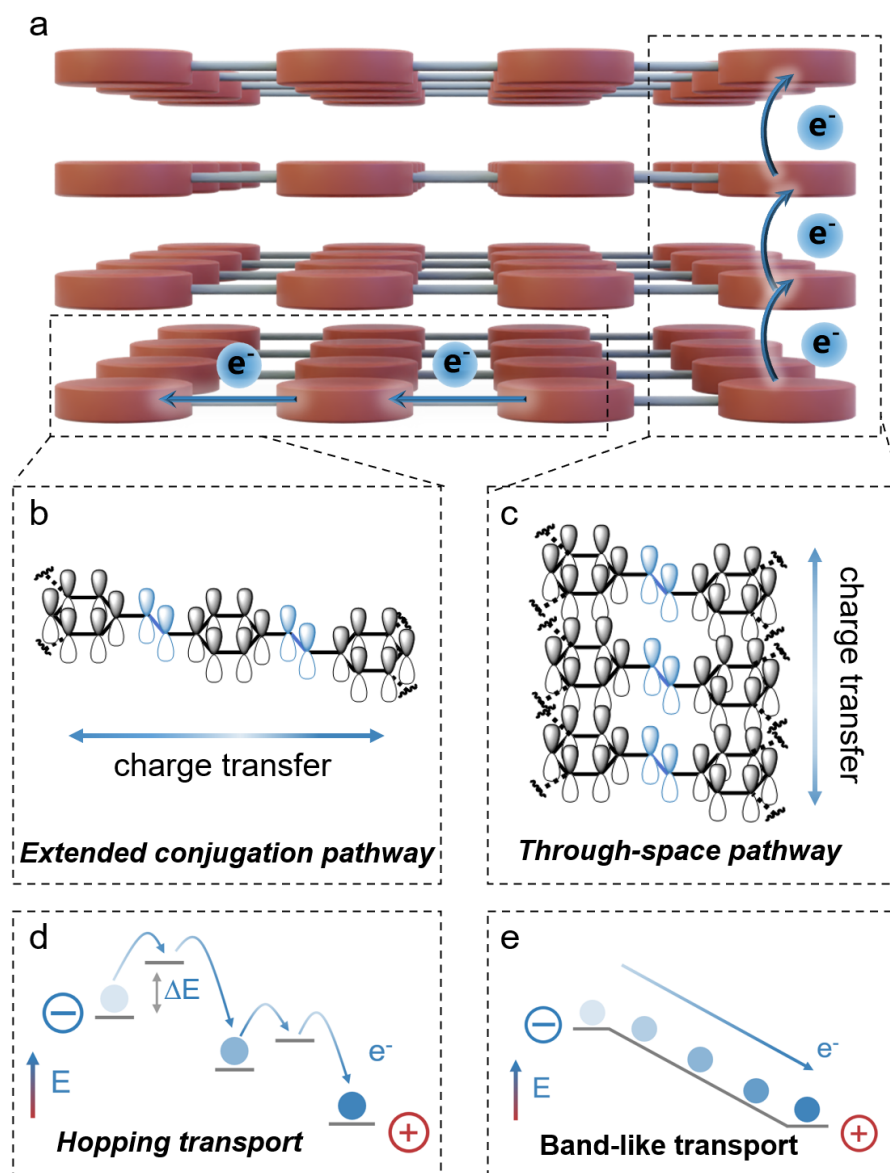 a
e-
e-
e-
e-
e-
b
charge transfer
Extended conjugation pathway
c
charge transfer
Through-space pathway
d
ΔE
E
e-
Hopping transport
e
E
e-
Band-like transport